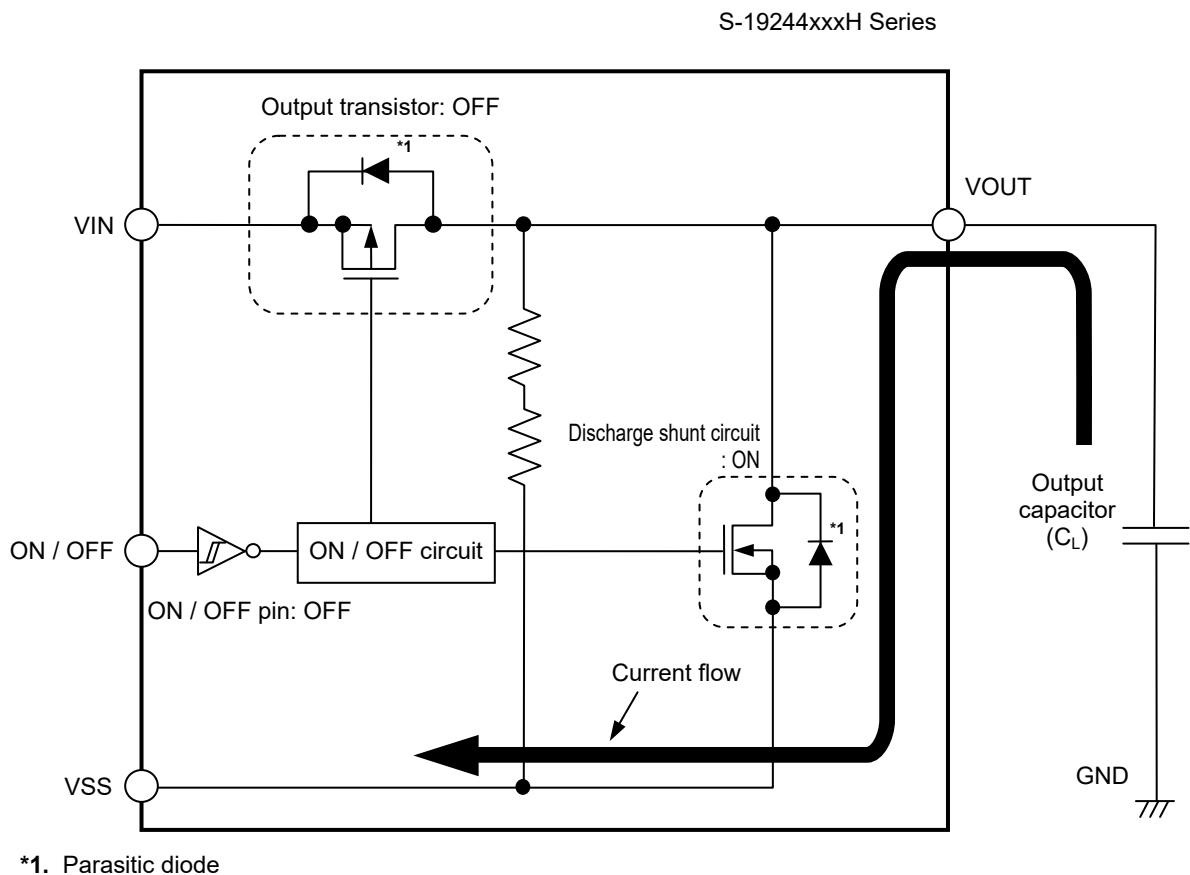 S-19244xxxH Series
Output transistor: OFF
*1
VOUT
VIN
Discharge shunt circuit
: ON
*1
Output
capacitor
(CL)
ON / OFF
ON / OFF circuit
ON / OFF pin: OFF
Current flow
VSS
GND
*1. Parasitic diode